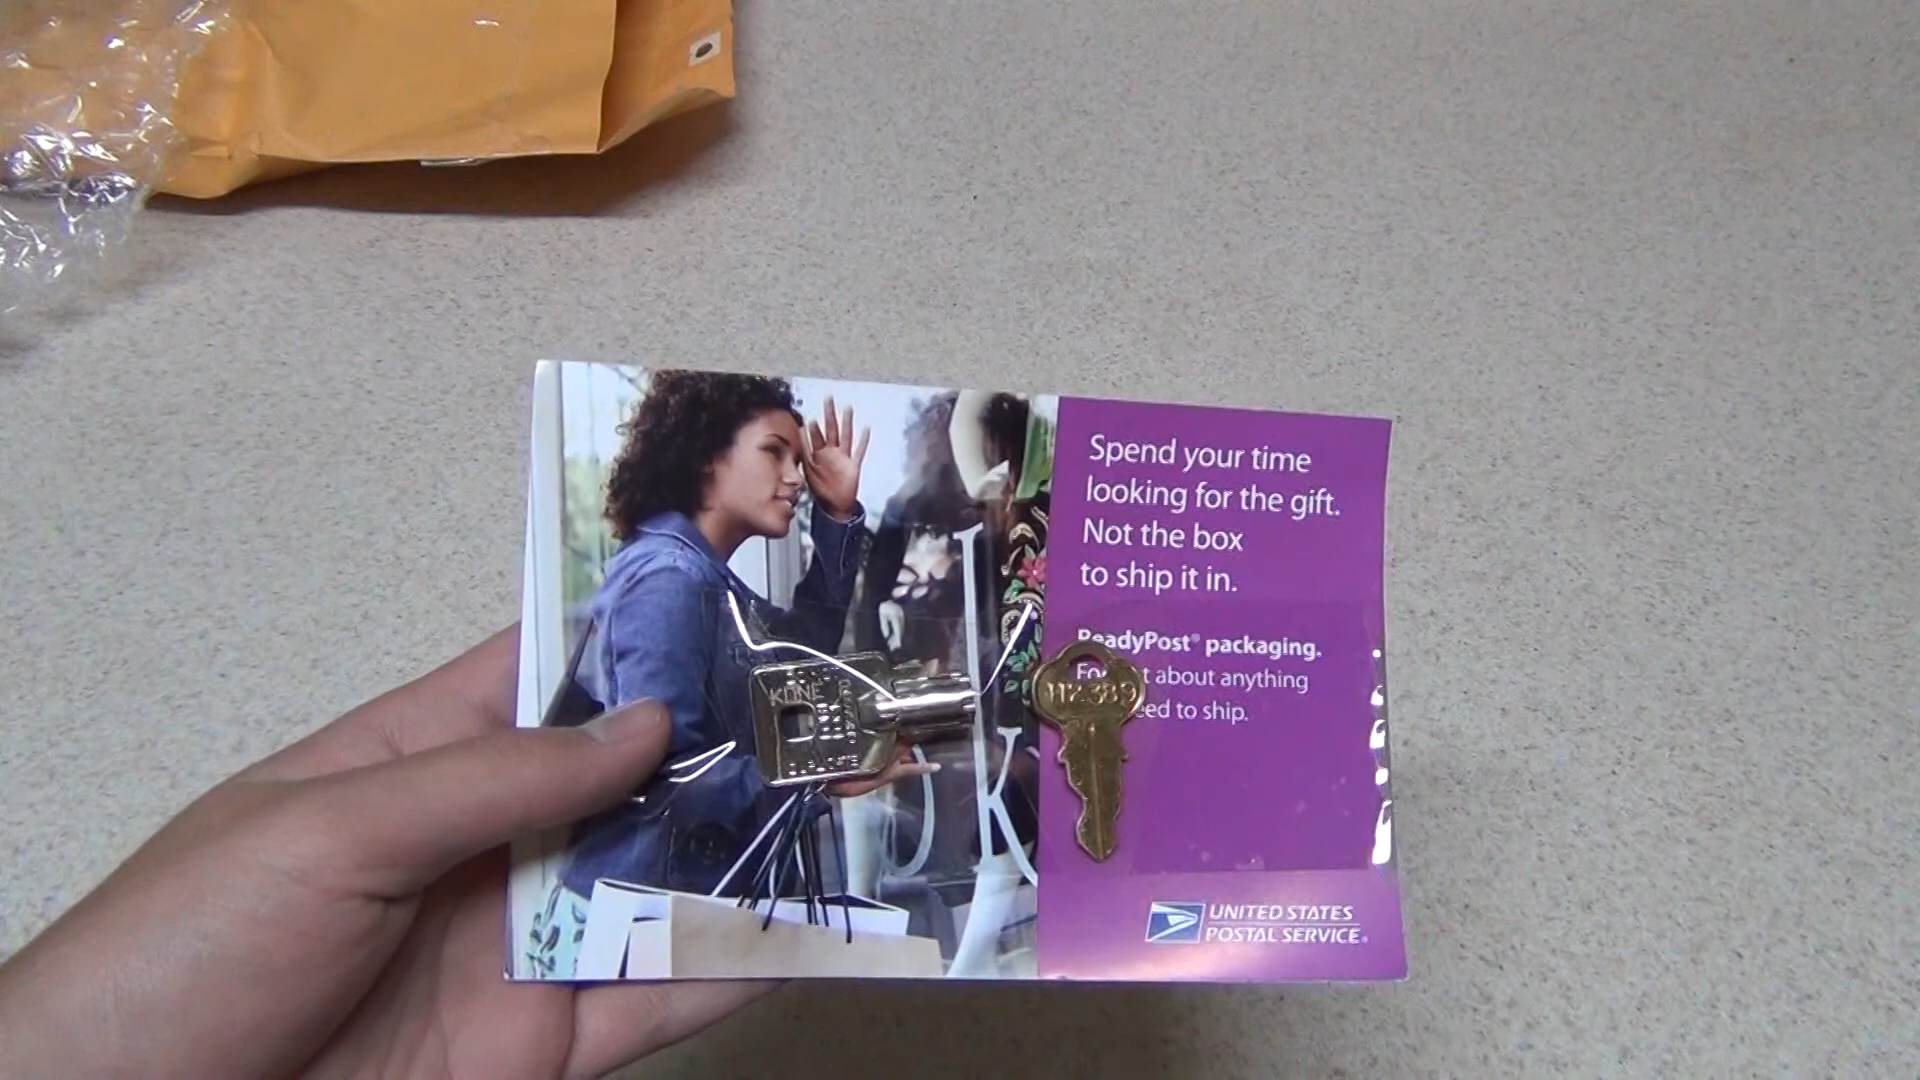 Spend your time
looking for the gift.
Not the box
to ship it in.
ReadyPost® packaging.
about anything
to ship.
KONE
DUPLICATE
UNITED STATES
POSTAL SERVICE®